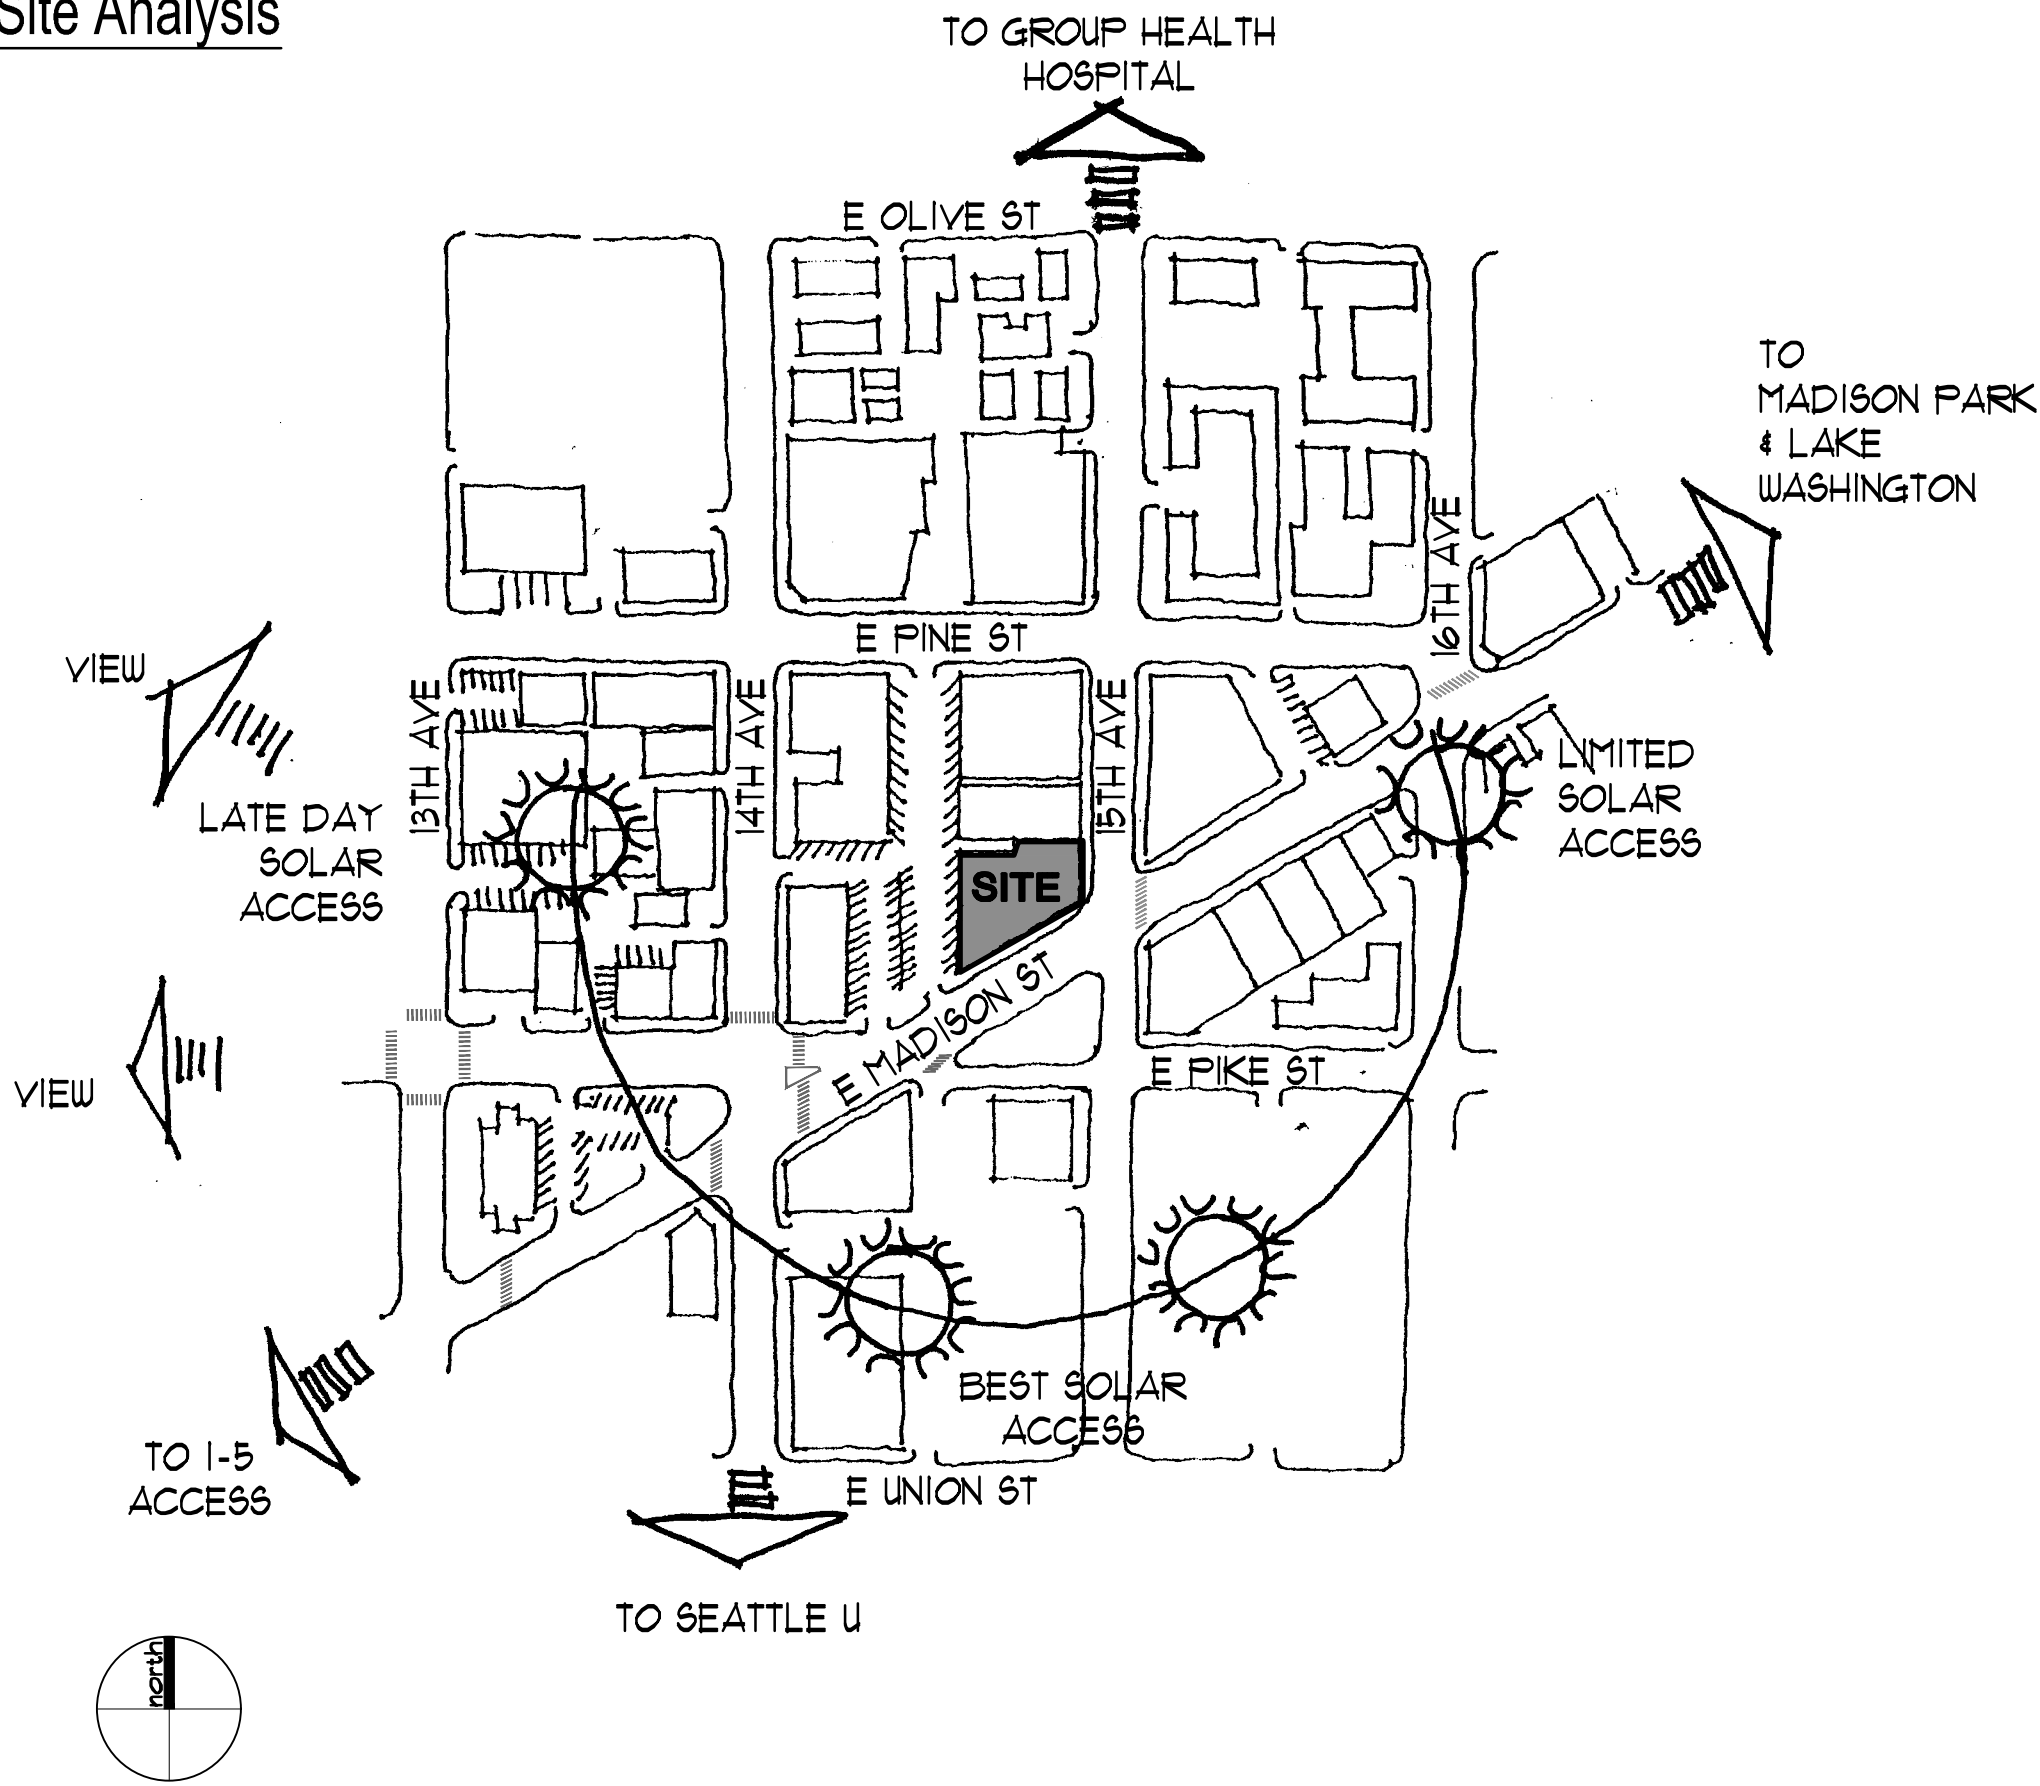 Site Analysis
TO GROUP HEALTH
HOSPITAL
E OLIVE ST
TO
MADISON PARK
& LAKE
WASHINGTON
16TH AVE
E PINE ST
VIEW
13TH AVE
14TH AVE
15TH AVE
LIMITED
SOLAR
ACCESS
LATE DAY
SOLAR
ACCESS
SITE
E MADISON ST
E PIKE ST
VIEW
BEST SOLAR
ACCESS
TO I-5
ACCESS
E UNION ST
TO SEATTLE U
north